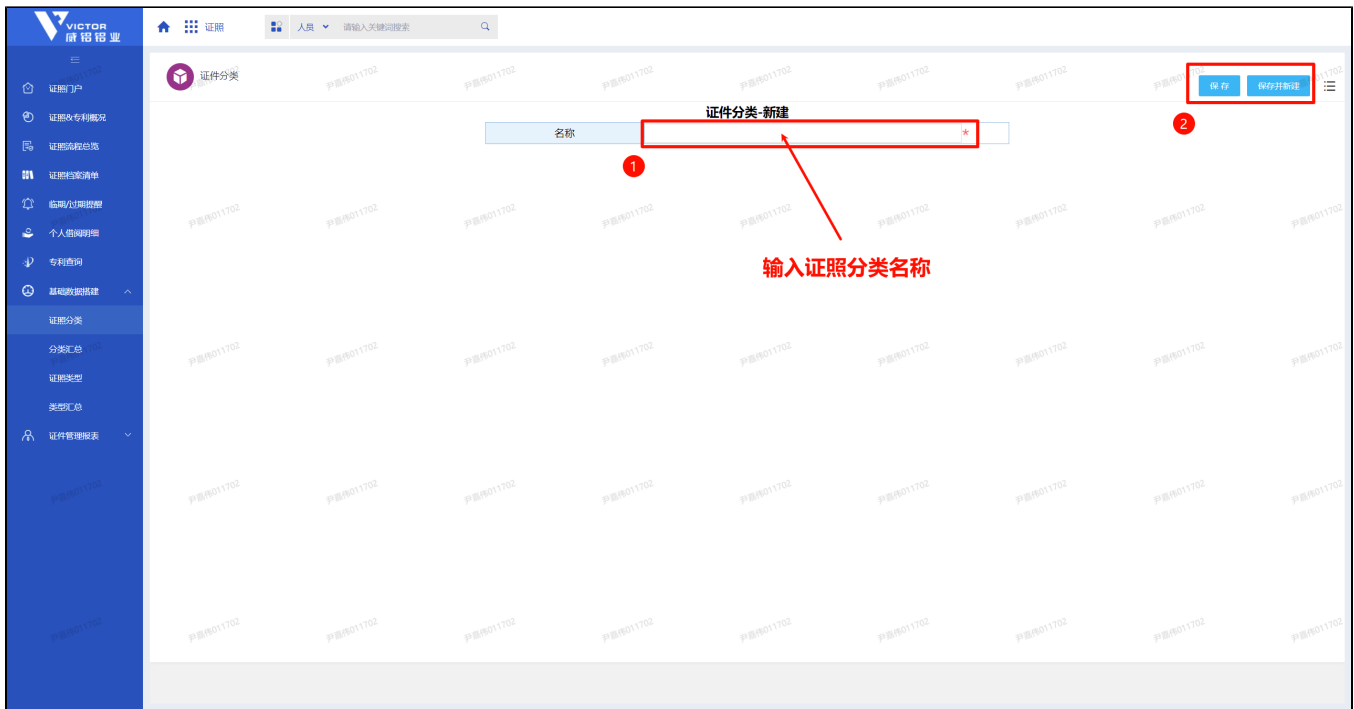 VICTOR
威铝铝业
证照
人员
请输入关键词搜索
证照门户
证照&专利概况
证照流程总览
证照档案清单
临期/过期提醒
个人借阅明细
专利查询
基础数据搭建
证照分类
分类汇总
证照类型
类型汇总
证件管理报表
证件分类
保存
保存并新建
2
证件分类-新建
名称
*
1
输入证照分类名称